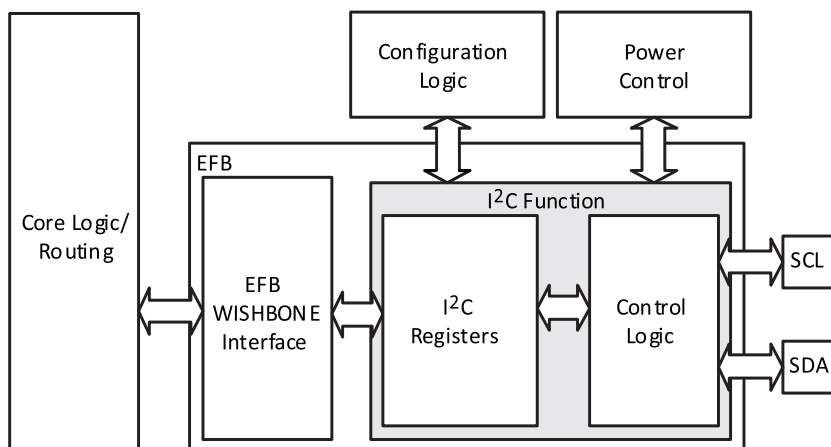 Configuration
Logic
Power
Control
EFB
I²C Function
Core Logic/
Routing
EFB
WISHBONE
Interface
I²C
Registers
Control
Logic
SCL
SDA